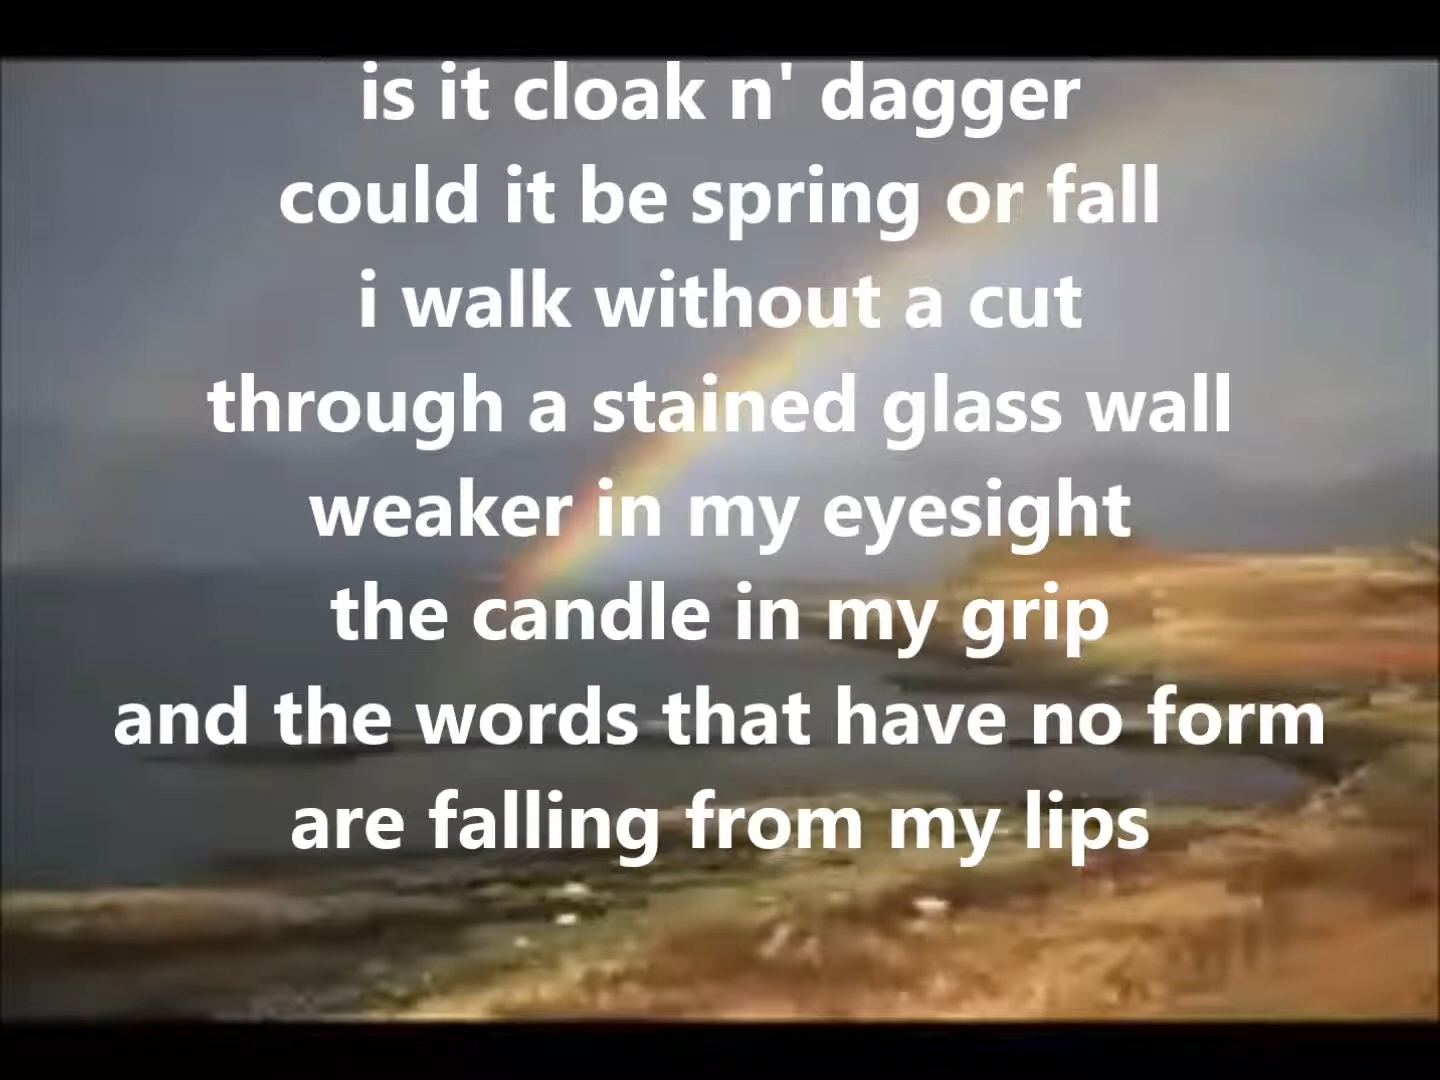 is it cloak n' dagger
could it be spring or fall
i walk without a cut
through a stained glass wall
weaker in my eyesight
the candle in my grip
and the words that have no form
are falling from my lips